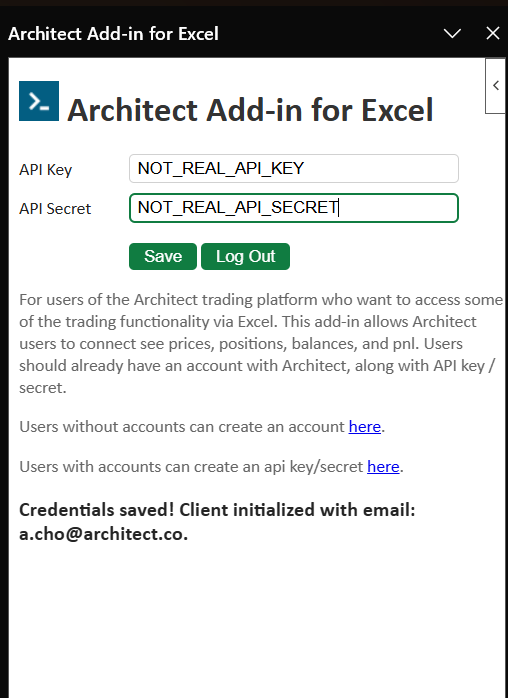 Architect Add-in for Excel
Architect Add-in for Excel
API Key NOT_REAL_API_KEY
API Secret NOT_REAL_API_SECRET
Save Log Out
For users of the Architect trading platform who want to access some
of the trading functionality via Excel. This add-in allows Architect
users to connect see prices, positions, balances, and pnl. Users
should already have an account with Architect, along with API key /
secret.
Users without accounts can create an account here.
Users with accounts can create an api key/secret here.
Credentials saved! Client initialized with email:
a.cho@architect.co.